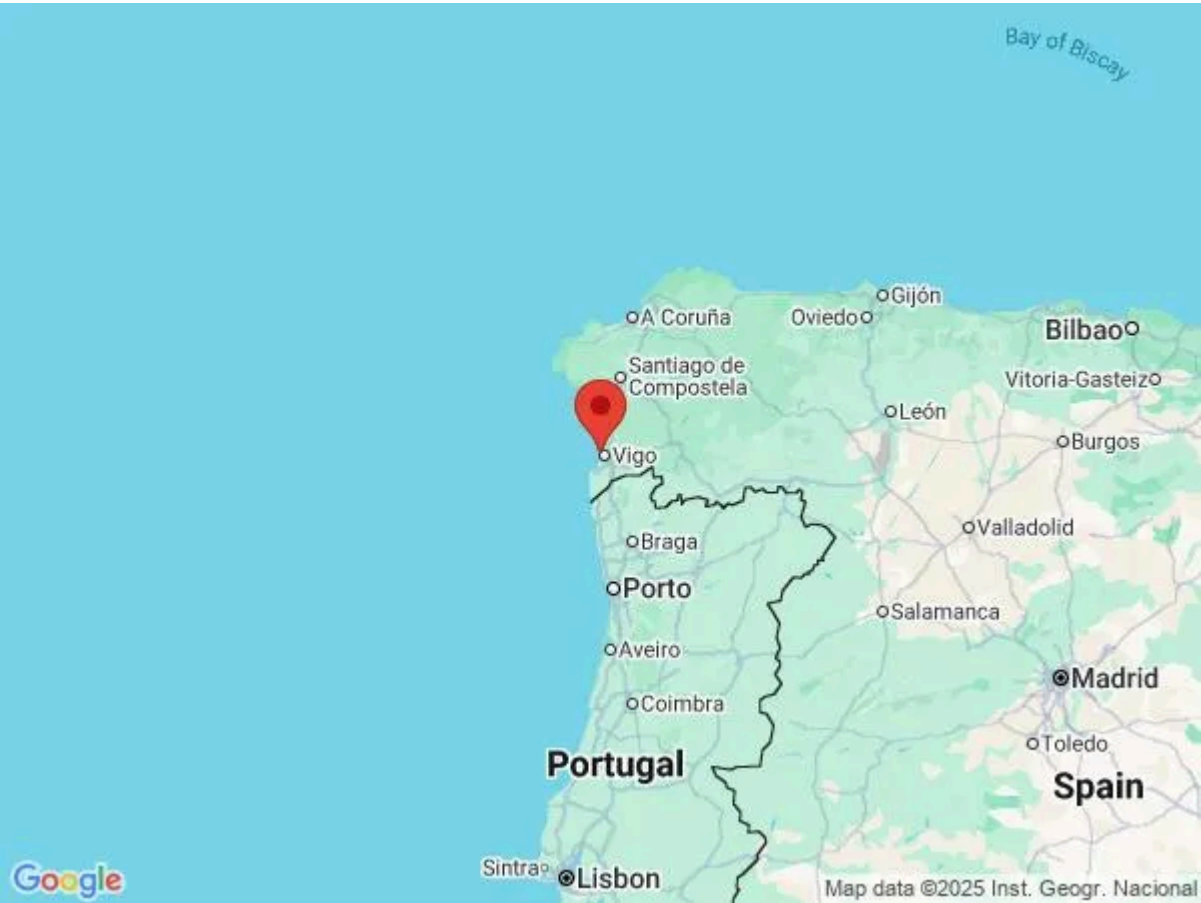 Bay of Biscay
Gijón
A Coruña
Oviedo
Bilbao
Santiago de
Compostela
Vitoria-Gasteiz
León
Burgos
Vigo
Valladolid
Braga
Porto
Salamanca
Aveiro
Madrid
Coimbra
Toledo
Portugal
Spain
Sintra
Lisbon
Google
Map data ©2025 Inst. Geogr. Nacional